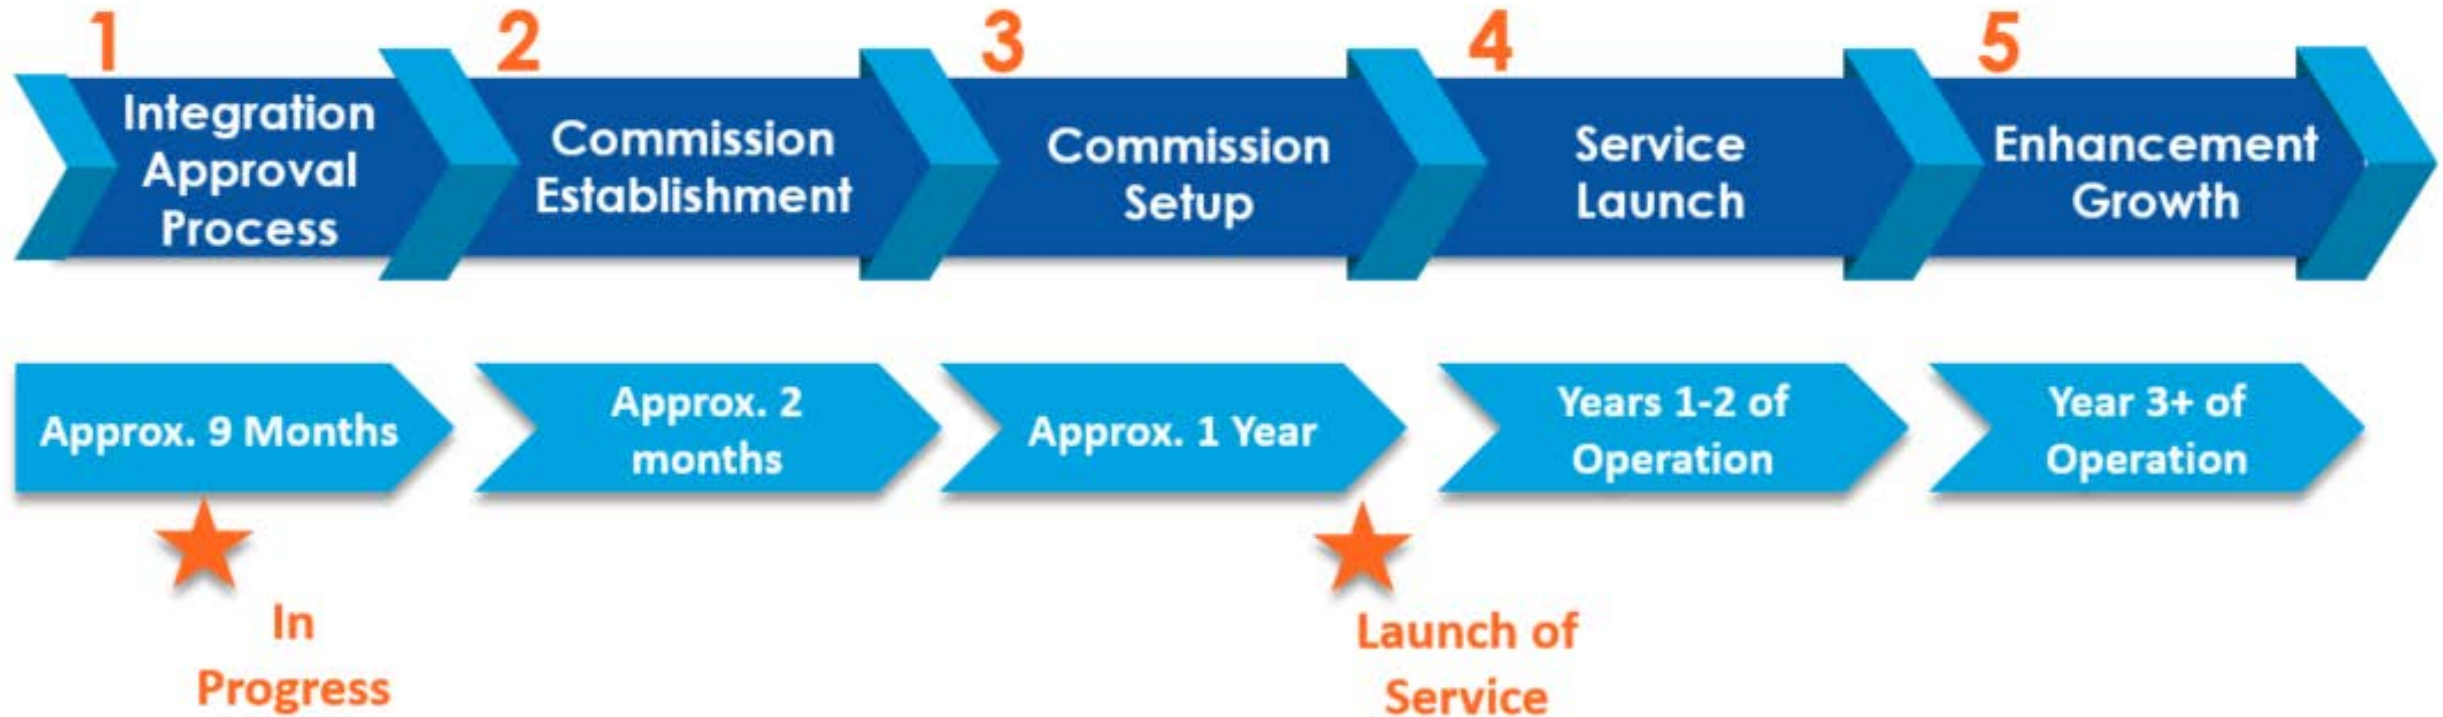 1
Integration
Approval
Process
2
Commission
Establishment
3
Commission
Setup
4
Service
Launch
5
Enhancement
Growth
Approx. 9 Months
Approx. 2
months
Approx. 1 Year
Years 1-2 of
Operation
Year 3+ of
Operation
In
Progress
Launch of
Service